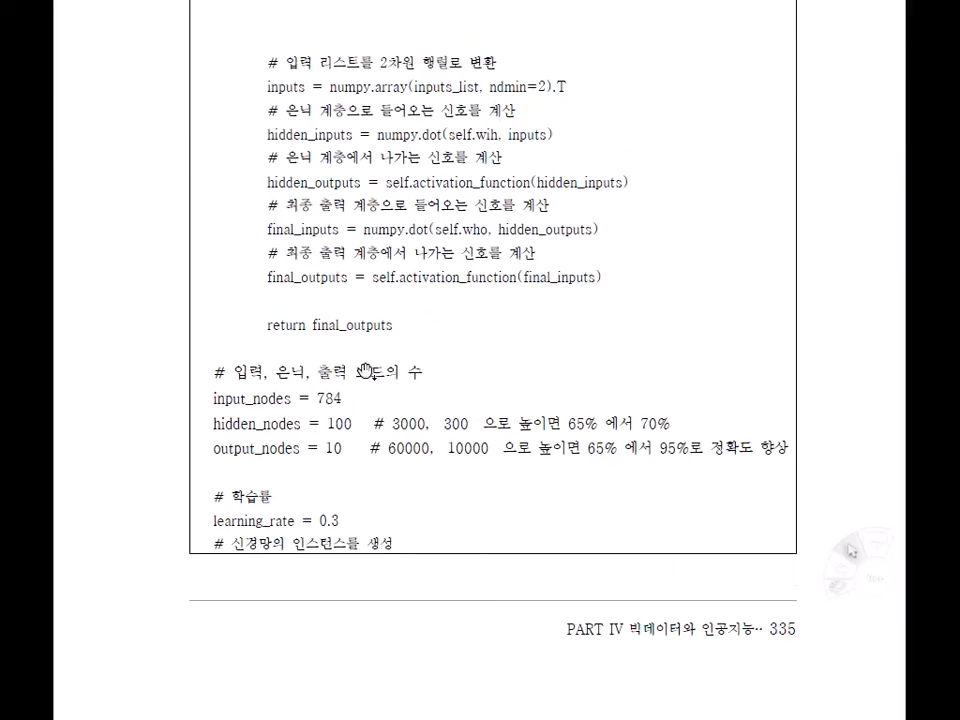 # 입력 리스트를 2차원 행렬로 변환
inputs = numpy.array(inputs_list, ndmin=2).T
# 은닉 계층으로 들어오는 신호를 계산
hidden_inputs = numpy.dot(self.wih, inputs)
# 은닉 계층에서 나가는 신호를 계산
hidden_outputs = self.activation_function(hidden_inputs)
# 최종 출력 계층으로 들어오는 신호를 계산
final_inputs = numpy.dot(self.who, hidden_outputs)
# 최종 출력 계층에서 나가는 신호를 계산
final_outputs = self.activation_function(final_inputs)
return final_outputs
# 입력, 은닉, 출력 의 수
input_nodes = 784
hidden_nodes = 100 # 3000, 300 으로 높이면 65% 에서 70%
output_nodes = 10 # 60000, 10000 으로 높이면 65% 에서 95%로 정확도 향상
# 학습률
learning_rate = 0.3
# 신경망의 인스턴스를 생성
PART IV 빅데이터와 인공지능·· 335